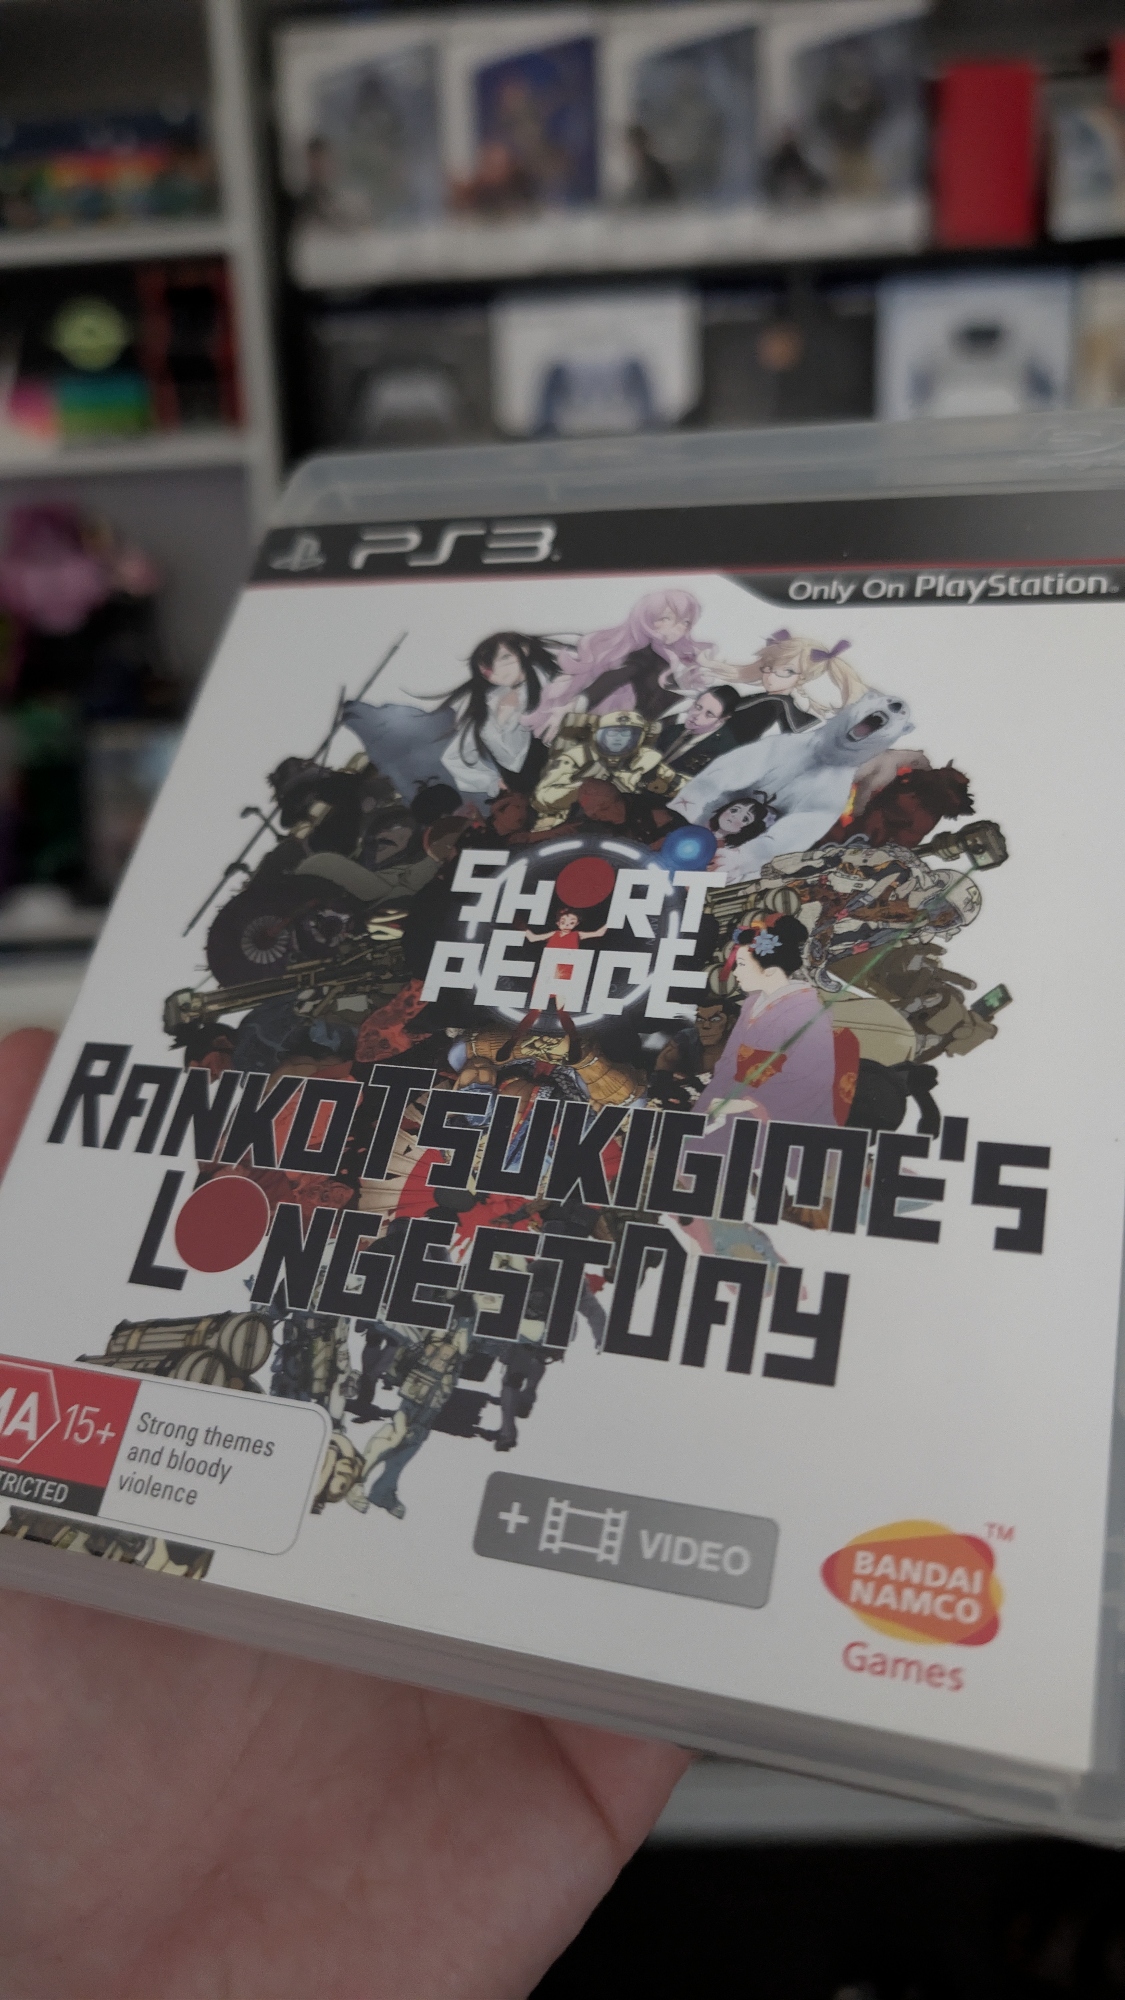 PS3
Only On PlayStation
SHORT
PEACE
RANKO TSUKIGIME'S
LONGEST DAY
MA 15+
Strong themes
and bloody
violence
+ VIDEO
BANDAI
NAMCO
TM
Games